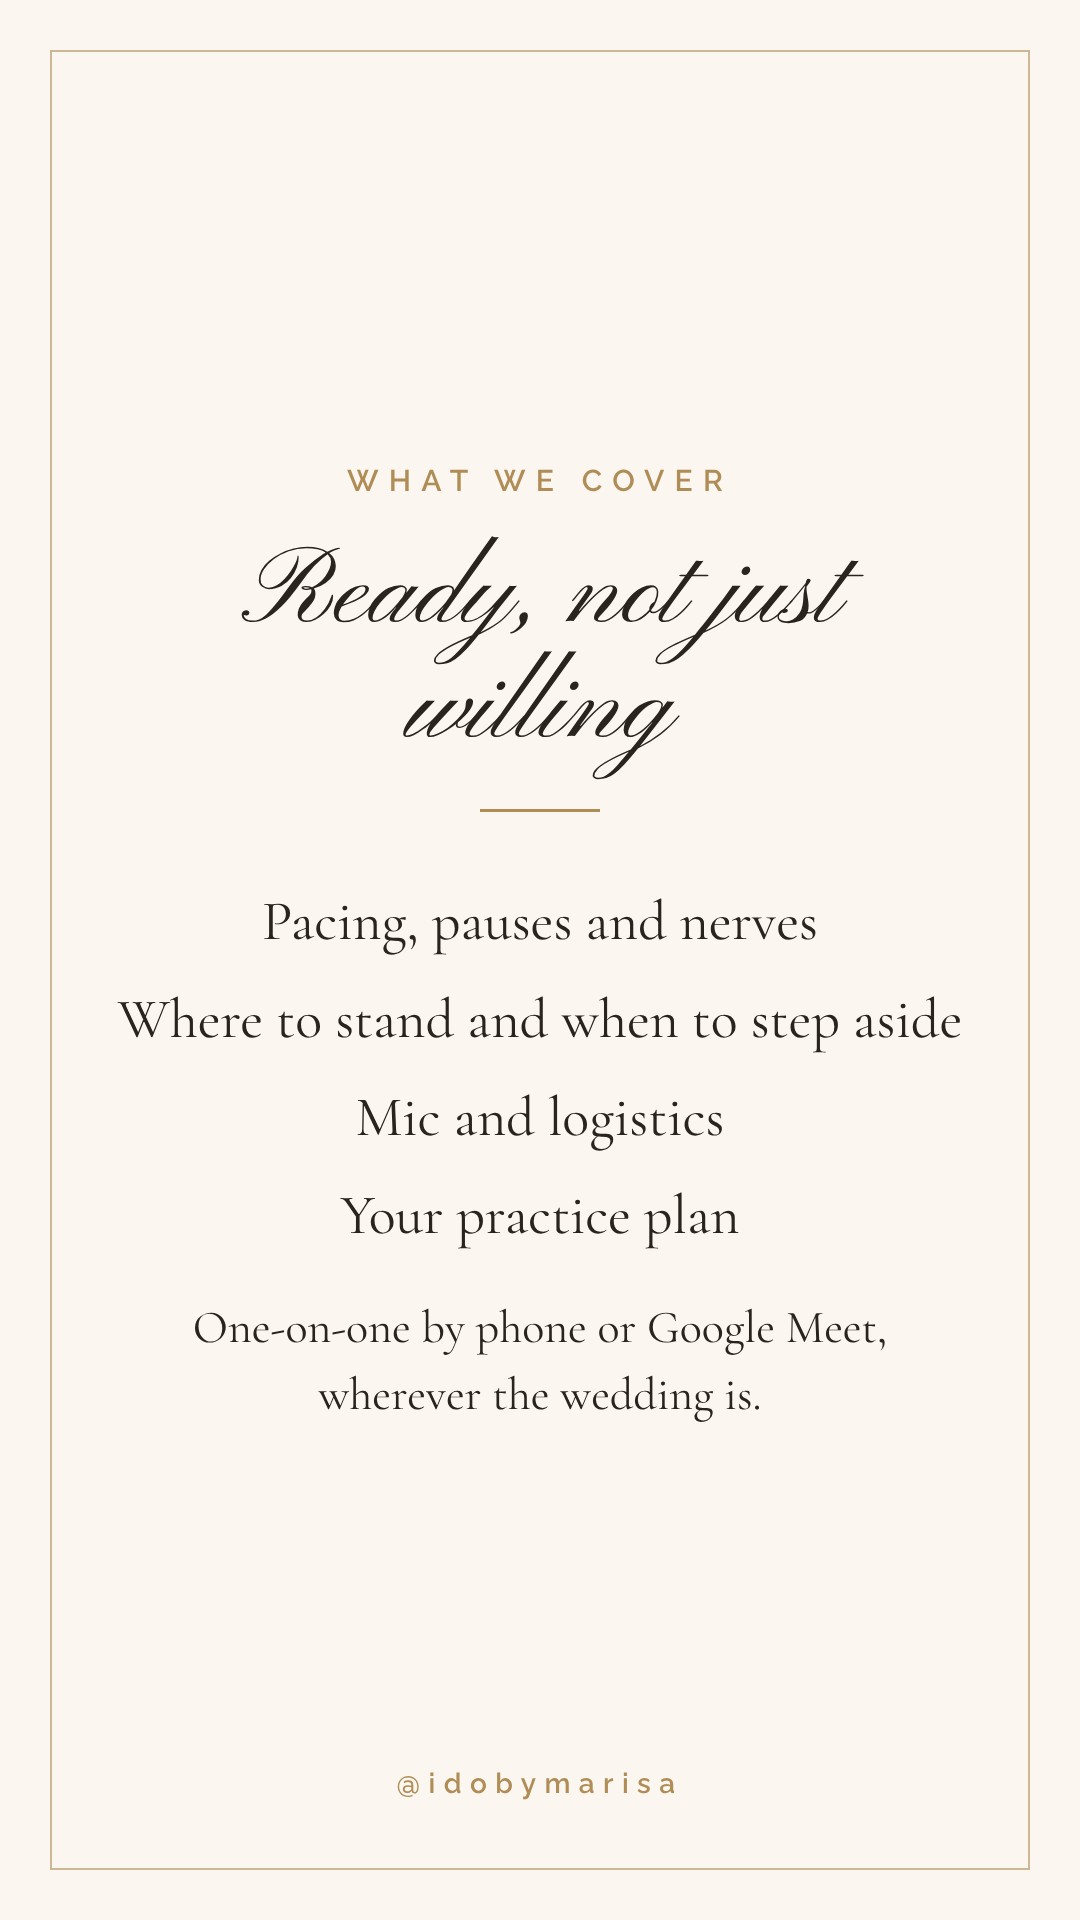 WHAT WE COVER
Ready, not just
willing
Pacing, pauses and nerves
Where to stand and when to step aside
Mic and logistics
Your practice plan
One-on-one by phone or Google Meet,
wherever the wedding is.
@idobymarisa